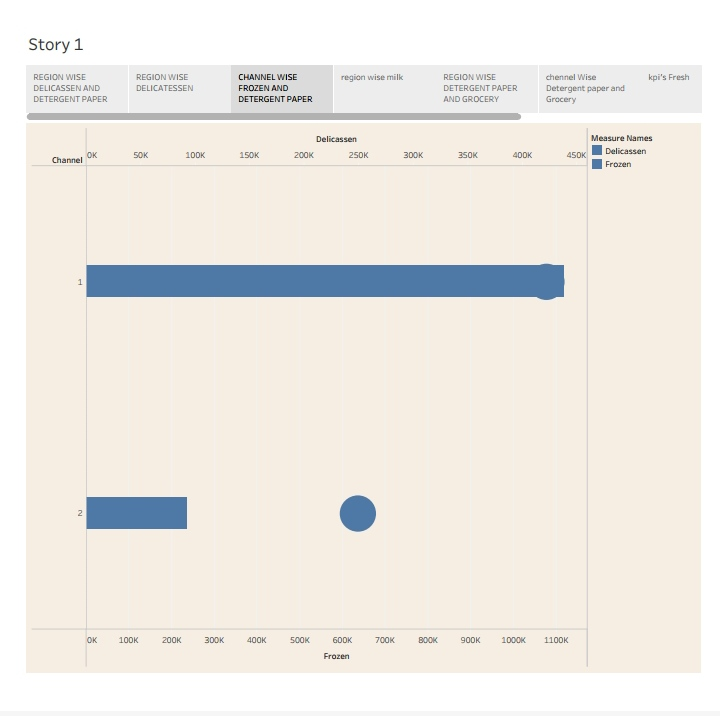 Story 1
REGION WISE
DELICASSEN AND
DETERGENT PAPER
REGION WISE
DELICATESSEN
CHANNEL WISE
FROZEN AND
DETERGENT PAPER
region wise milk
REGION WISE
DETERGENT PAPER
AND GROCERY
channel Wise
Detergent paper and
Grocery
kpi's Fresh
Delicassen
Channel
0K 50K 100K 150K 200K 250K 300K 350K 400K 450K
1
2
0K 100K 200K 300K 400K 500K 600K 700K 800K 900K 1000K 1100K
Frozen
Measure Names
Delicassen
Frozen